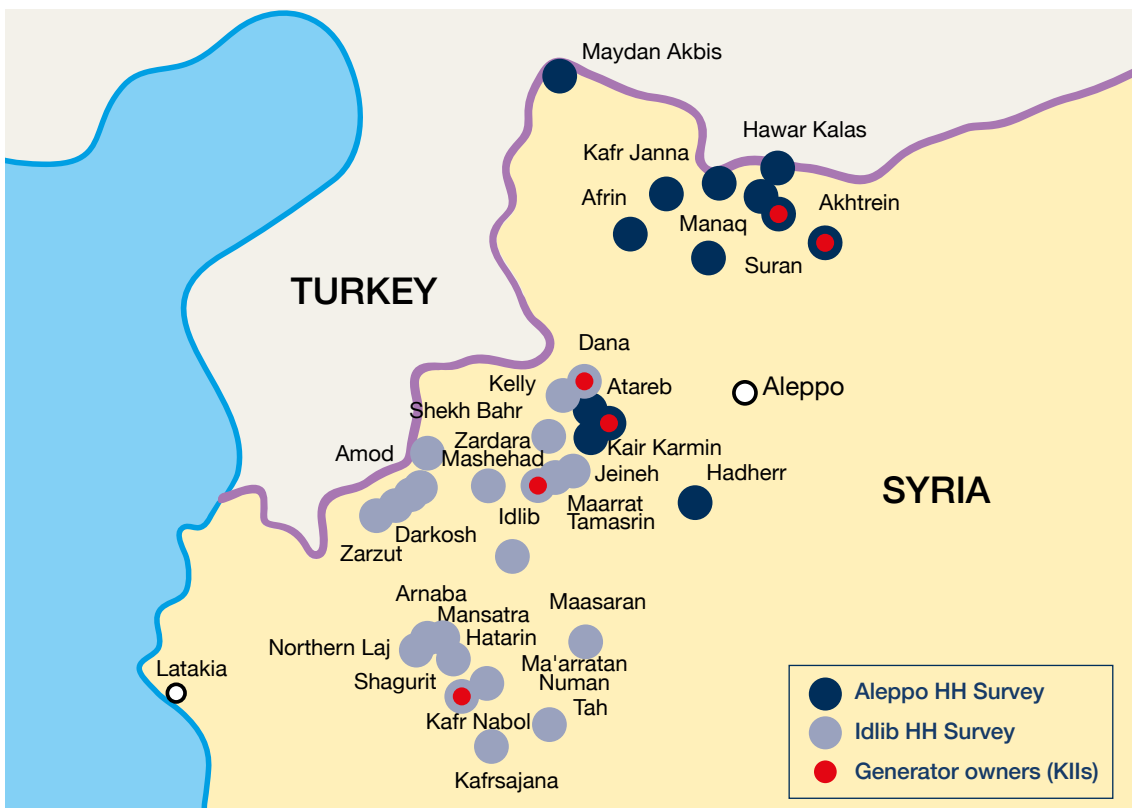 Maydan Akbis
Hawar Kalas
Kafr Janna
Afrin
Akhtrein
Manaq
Suran
TURKEY
Dana
Kelly
Atareb
Aleppo
Shekh Bahr
Zardara
Amod
Mashehad
Kair Karmin
Jeineh
Hadherr
SYRIA
Idlib
Maarrat
Tamasrin
Darkosh
Zarzut
Arnaba
Mansatra
Maasaran
Hatarin
Northern Laj
Latakia
Shagurit
Ma'arratan
Numan
Kafr Nabol
Tah
Kafrsajana
Aleppo HH Survey
Idlib HH Survey
Generator owners (KIIs)